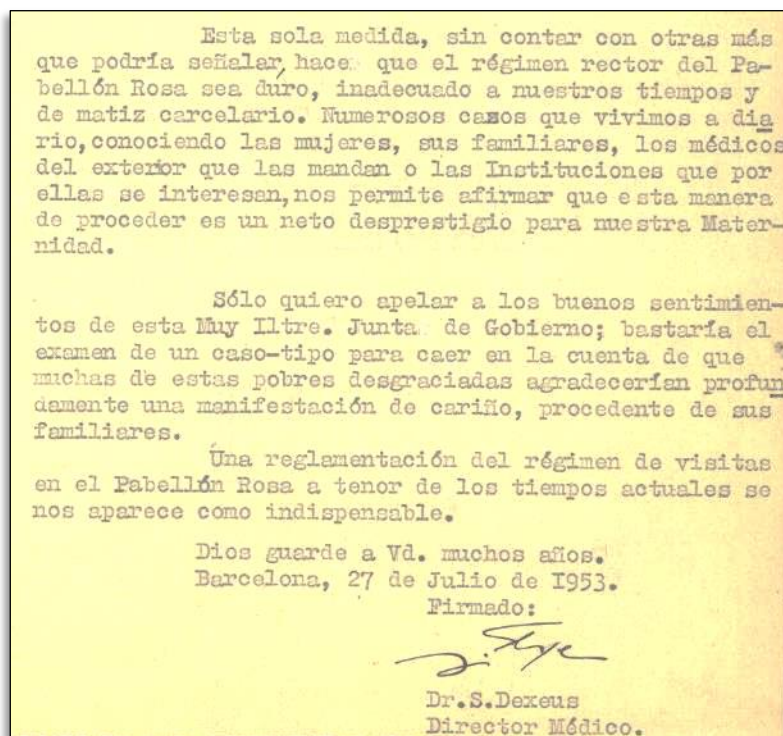 Esta sola medida, sin contar con otras más
que podría señalar, hace que el régimen rector del Pa-
bellón Rosa sea duro, inadecuado a nuestros tiempos y
de matiz carcelario. Numerosos casos que vivimos a dia
rio, conociendo las mujeres, sus familiares, los médicos
del exterior que las mandan o las Instituciones que por
ellas se interesan, nos permite afirmar que esta manera
de proceder es un neto desprestigio para nuestra Mater-
nidad.
Sólo quiero apelar a los buenos sentimien-
tos de esta Muy Iltre. Junta de Gobierno; bastaría el
examen de un caso-tipo para caer en la cuenta de que
muchas de estas pobres desgraciadas agradecerían profun
damente una manifestación de cariño, procedente de sus
familiares.
Una reglamentación del régimen de visitas
en el Pabellón Rosa a tenor de los tiempos actuales se
nos aparece como indispensable.
Dios guarde a Vd. muchos años.
Barcelona, 27 de Julio de I953.
Firmado:
Dr.S.Dexeus
Director Médico.